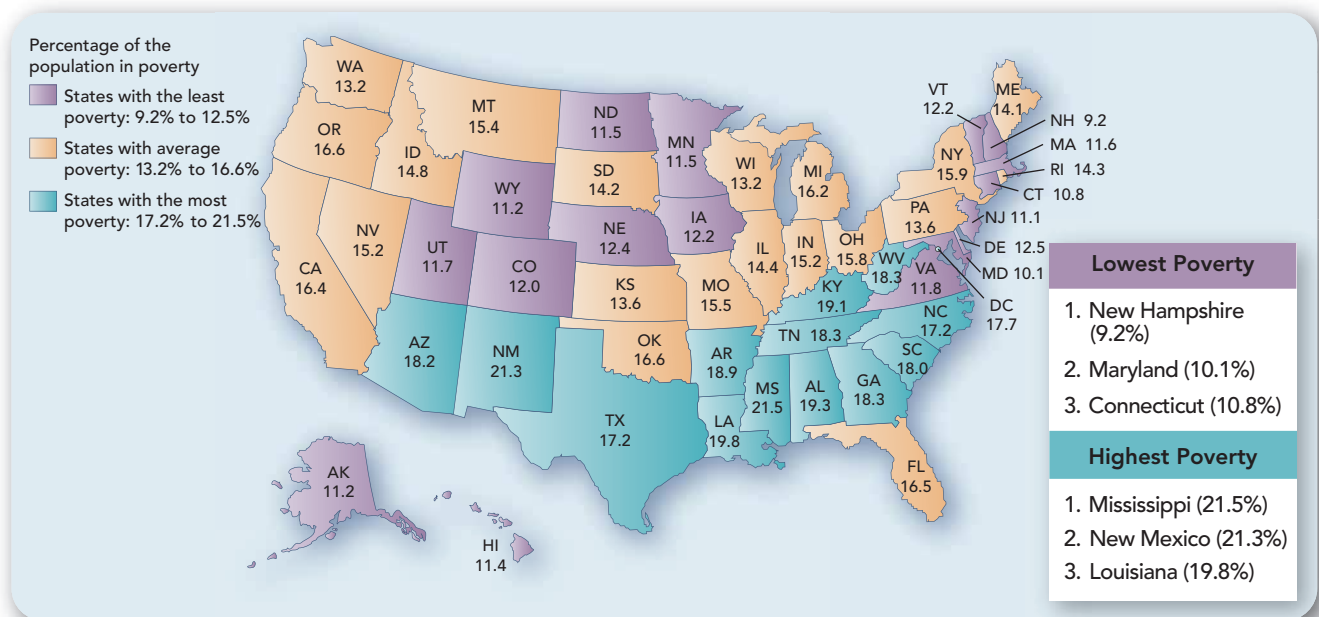 Percentage of the
population in poverty
States with the least
poverty: 9.2% to 12.5%
States with average
poverty: 13.2% to 16.6%
States with the most
poverty: 17.2% to 21.5%
WA
13.2
OR
16.6
CA
16.4
NV
15.2
ID
14.8
MT
15.4
WY
11.2
UT
11.7
CO
12.0
AZ
18.2
NM
21.3
ND
11.5
SD
14.2
NE
12.4
KS
13.6
OK
16.6
TX
17.2
MN
11.5
IA
12.2
MO
15.5
AR
18.9
LA
19.8
WI
13.2
IL
14.4
MI
16.2
IN
15.2
OH
15.8
KY
19.1
TN 18.3
MS
21.5
AL
19.3
GA
18.3
FL
16.5
SC
18.0
NC
17.2
VA
11.8
WV
18.3
PA
13.6
NY
15.9
VT
12.2
ME
14.1
NH 9.2
MA 11.6
RI 14.3
CT 10.8
NJ 11.1
DE 12.5
MD 10.1
DC
17.7
AK
11.2
HI
11.4
Lowest Poverty
1. New Hampshire
(9.2%)
2. Maryland (10.1%)
3. Connecticut (10.8%)
Highest Poverty
1. Mississippi (21.5%)
2. New Mexico (21.3%)
3. Louisiana (19.8%)